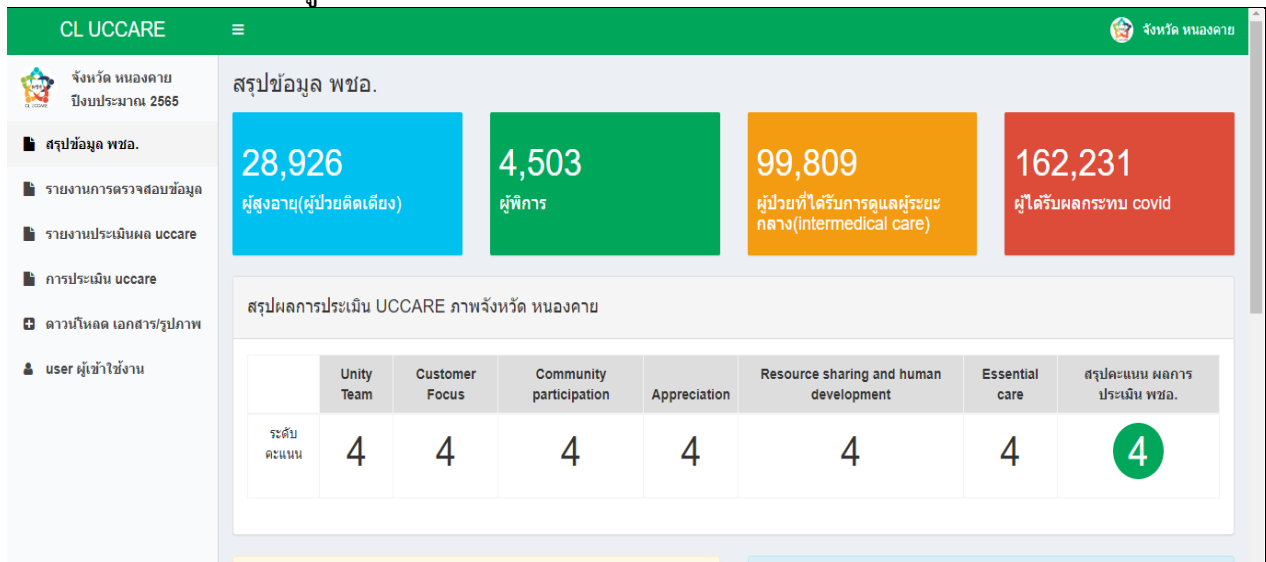 CL UCCARE
จังหวัด หนองคาย
จังหวัด หนองคาย
ปีงบประมาณ 2565
สรุปข้อมูล พชอ.
รายงานการตรวจสอบข้อมูล
รายงานประเมินผล uccare
การประเมิน uccare
ดาวน์โหลด เอกสาร/รูปภาพ
user ผู้เข้าใช้งาน
สรุปข้อมูล พชอ.
28,926
ผู้สูงอายุ(ผู้ป่วยติดเตียง)
4,503
ผู้พิการ
99,809
ผู้ป่วยที่ได้รับการดูแลผู้ระยะ
กลาง(intermedical care)
162,231
ผู้ได้รับผลกระทบ covid
สรุปผลการประเมิน UCCARE ภาพจังหวัด หนองคาย
Unity
Team
Customer
Focus
Community
participation
Appreciation
Resource sharing and human
development
Essential
care
สรุปคะแนน ผลการ
ประเมิน พชอ.
ระดับ
คะแนน
4 4 4 4 4 4 4